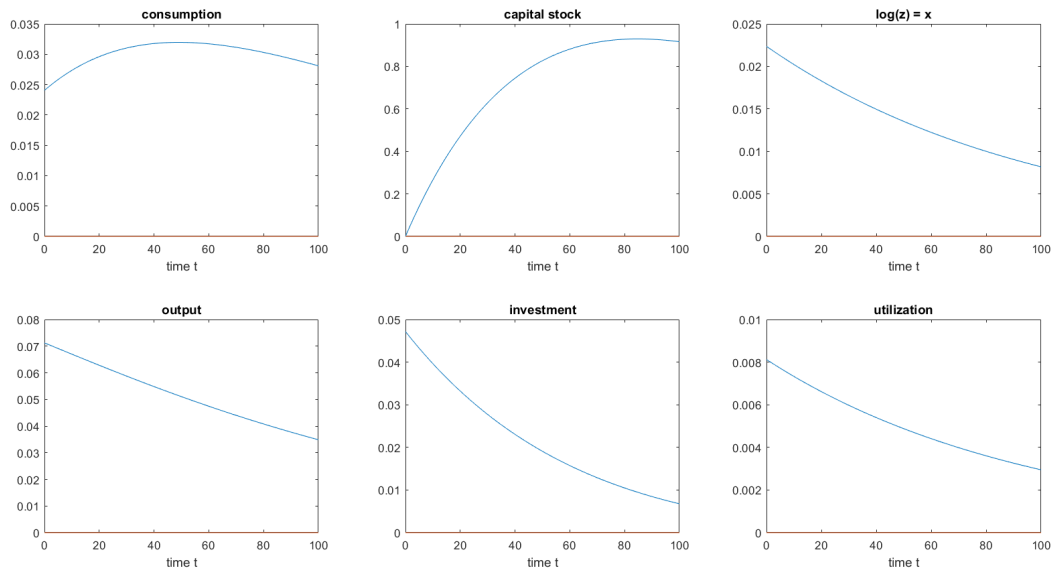 consumption
0.035
0.03
0.025
0.02
0.015
0.01
0.005
0
0 20 40 60 80 100
time t
capital stock
1
0.8
0.6
0.4
0.2
0
0 20 40 60 80 100
time t
log(z) = x
0.025
0.02
0.015
0.01
0.005
0
0 20 40 60 80 100
time t
output
0.08
0.07
0.06
0.05
0.04
0.03
0.02
0.01
0
0 20 40 60 80 100
time t
investment
0.05
0.04
0.03
0.02
0.01
0
0 20 40 60 80 100
time t
utilization
0.01
0.008
0.006
0.004
0.002
0
0 20 40 60 80 100
time t